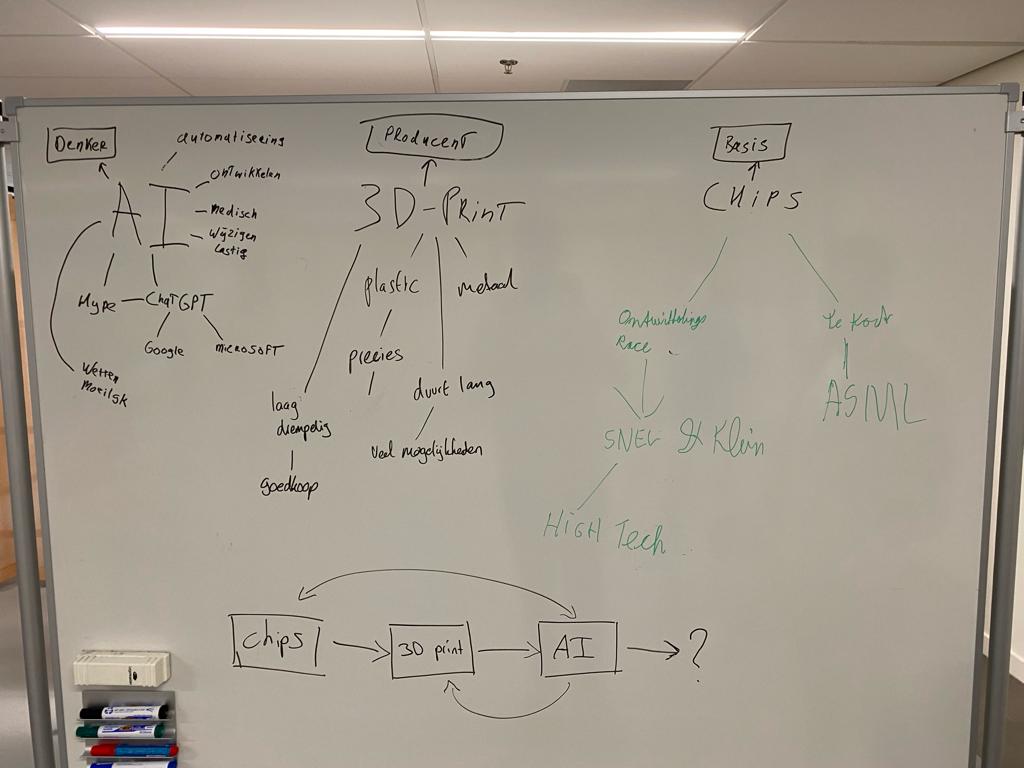 Denker
automatisering
ontwikkelen
AI
medisch
wijzigen
lastig
Hype
ChatGPT
Google
microsoft
Wetten
Moeilijk
Producent
3D-Print
plastic
metaal
precies
duurt lang
laag
drempelig
veel mogelijkheden
goedkoop
Basis
CHiPS
Ontwikkelings
Race
Te kort
ASML
SNEL & Klein
HIGH Tech
chips
3D print
AI
?